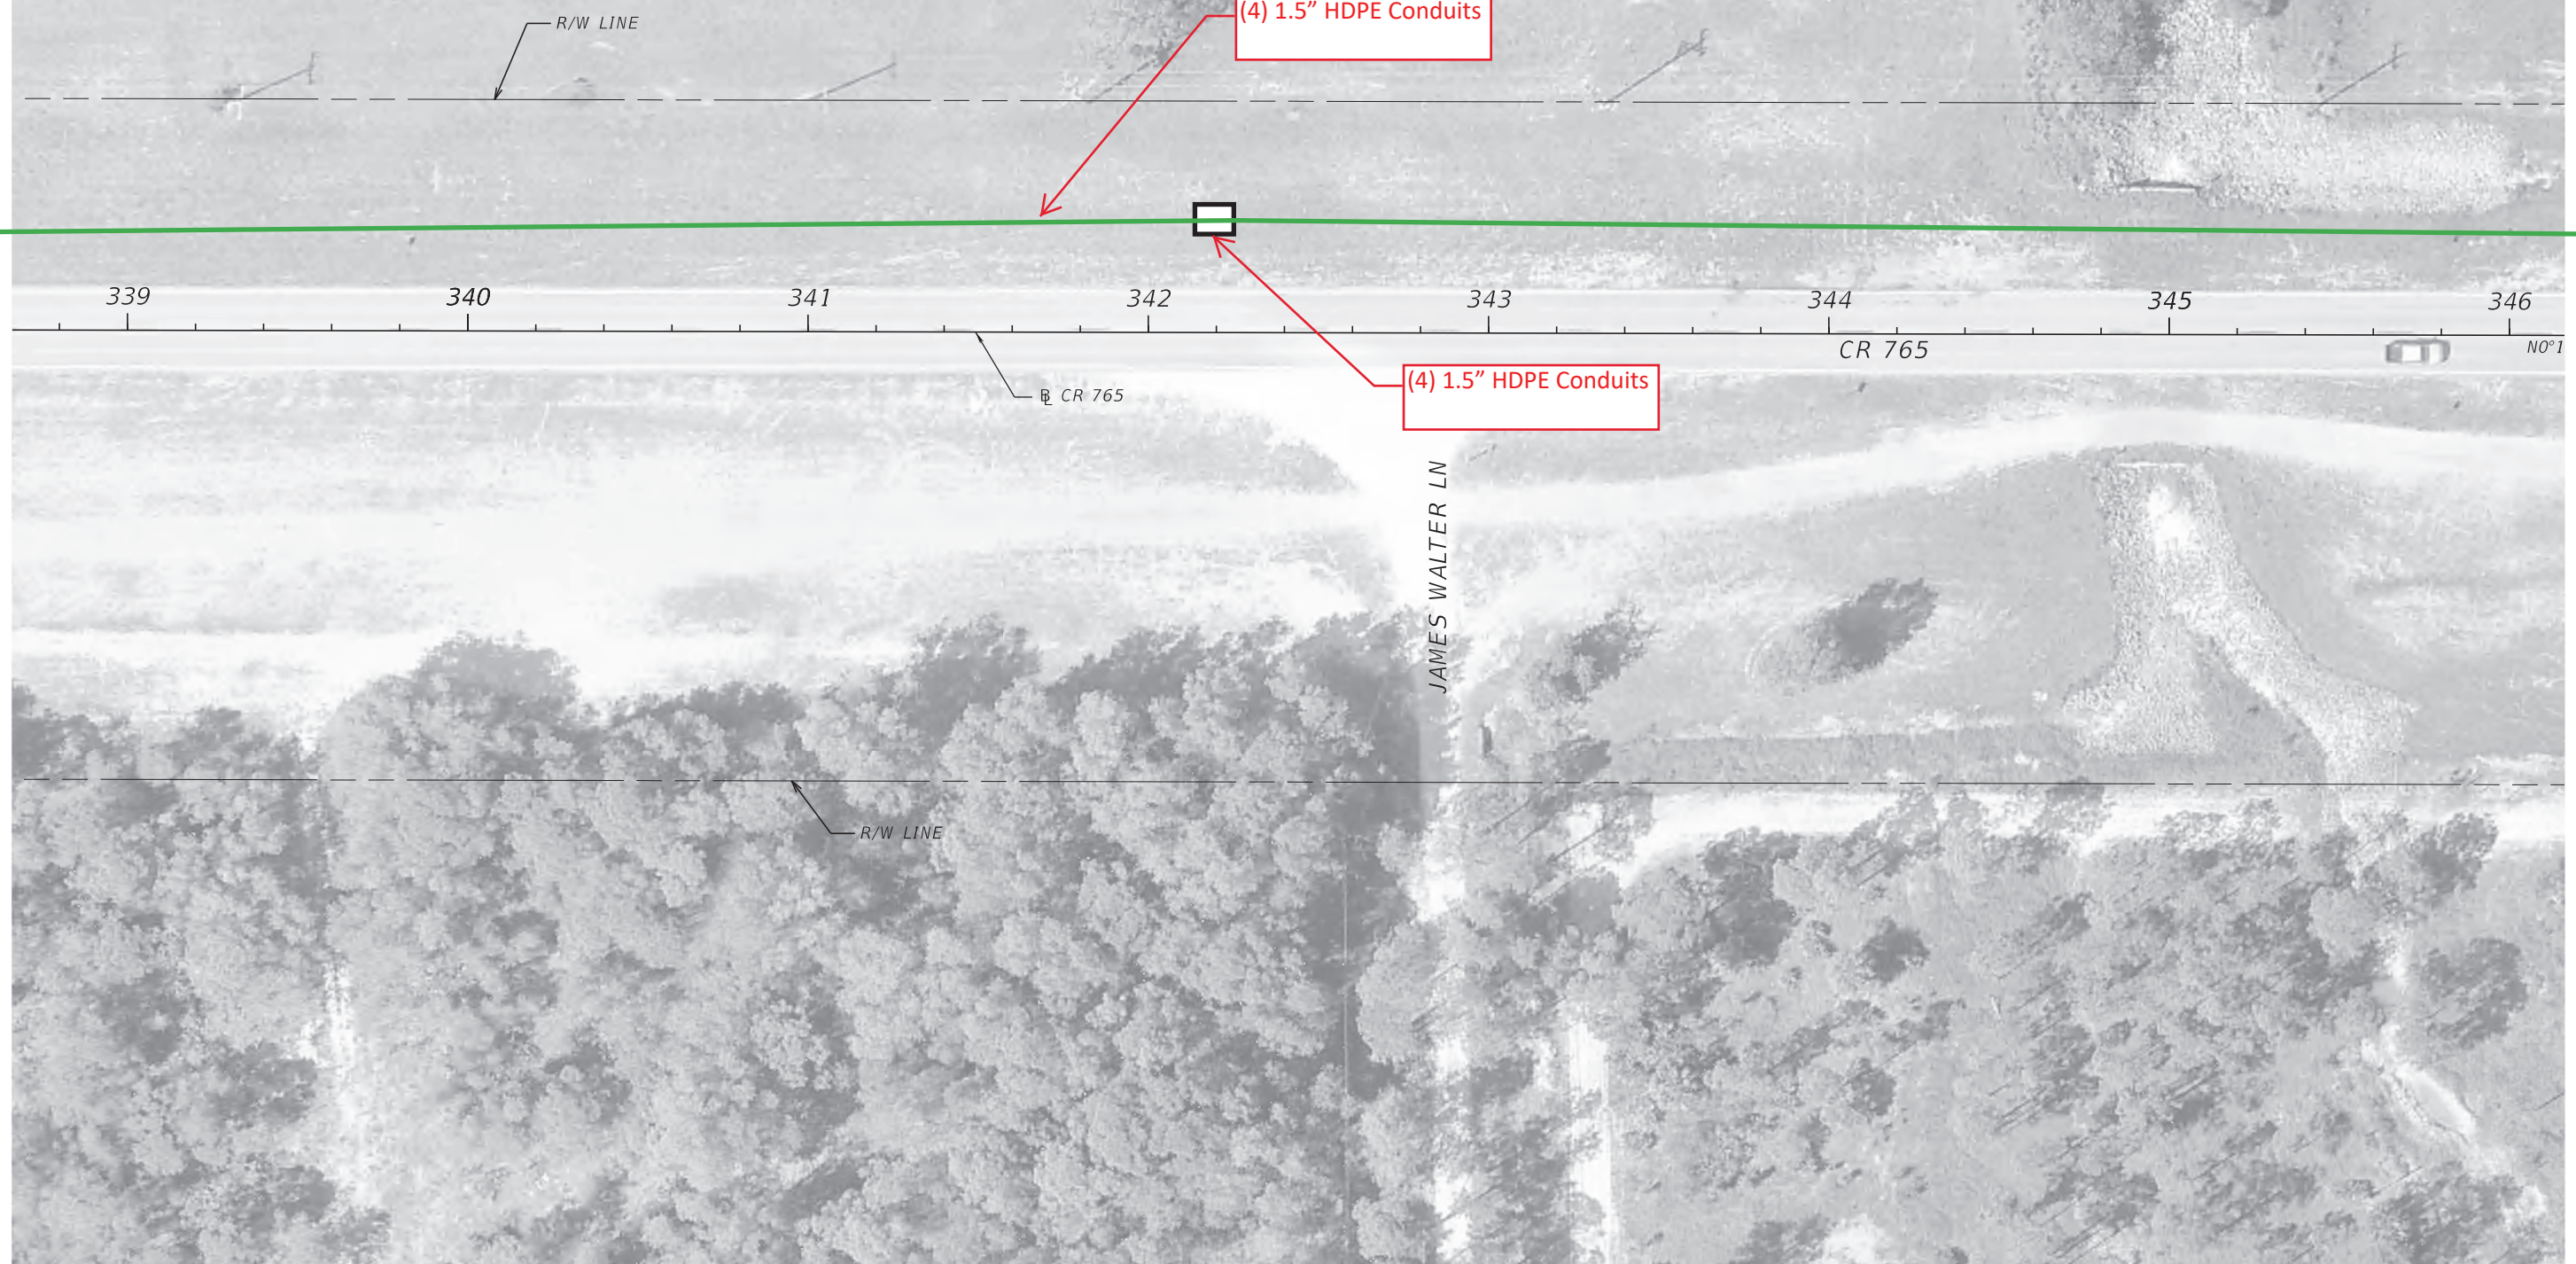 (4) 1.5” HDPE Conduits
R/W LINE
339 340 341 342 343 344 345 346
CR 765
N0°1
(4) 1.5” HDPE Conduits
℄ CR 765
JAMES WALTER LN
R/W LINE